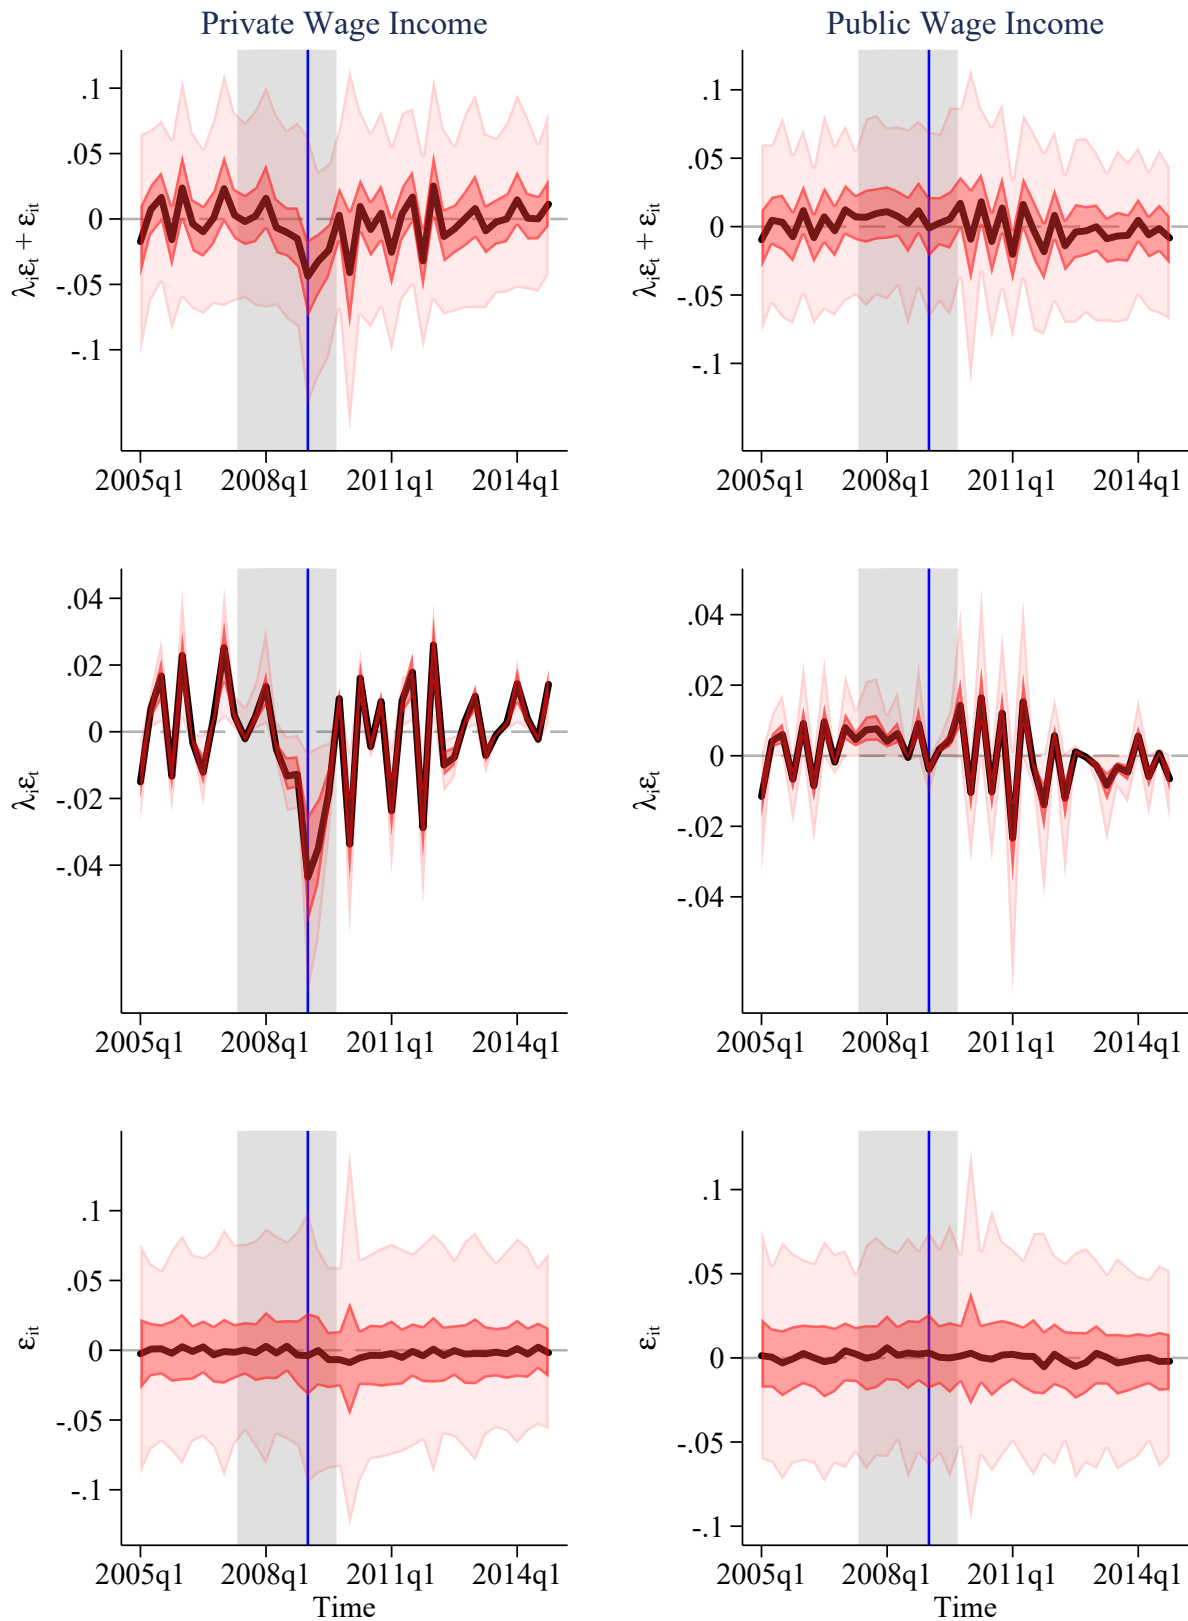 Private Wage Income
.1
.05
0
-.05
-.1
λᵢεₜ + εᵢₜ
2005q1 2008q1 2011q1 2014q1
Public Wage Income
.1
.05
0
-.05
-.1
λᵢεₜ + εᵢₜ
2005q1 2008q1 2011q1 2014q1
.04
.02
0
-.02
-.04
λᵢεₜ
2005q1 2008q1 2011q1 2014q1
.04
.02
0
-.02
-.04
λᵢεₜ
2005q1 2008q1 2011q1 2014q1
.1
.05
0
-.05
-.1
εᵢₜ
2005q1 2008q1 2011q1 2014q1
Time
.1
.05
0
-.05
-.1
εᵢₜ
2005q1 2008q1 2011q1 2014q1
Time